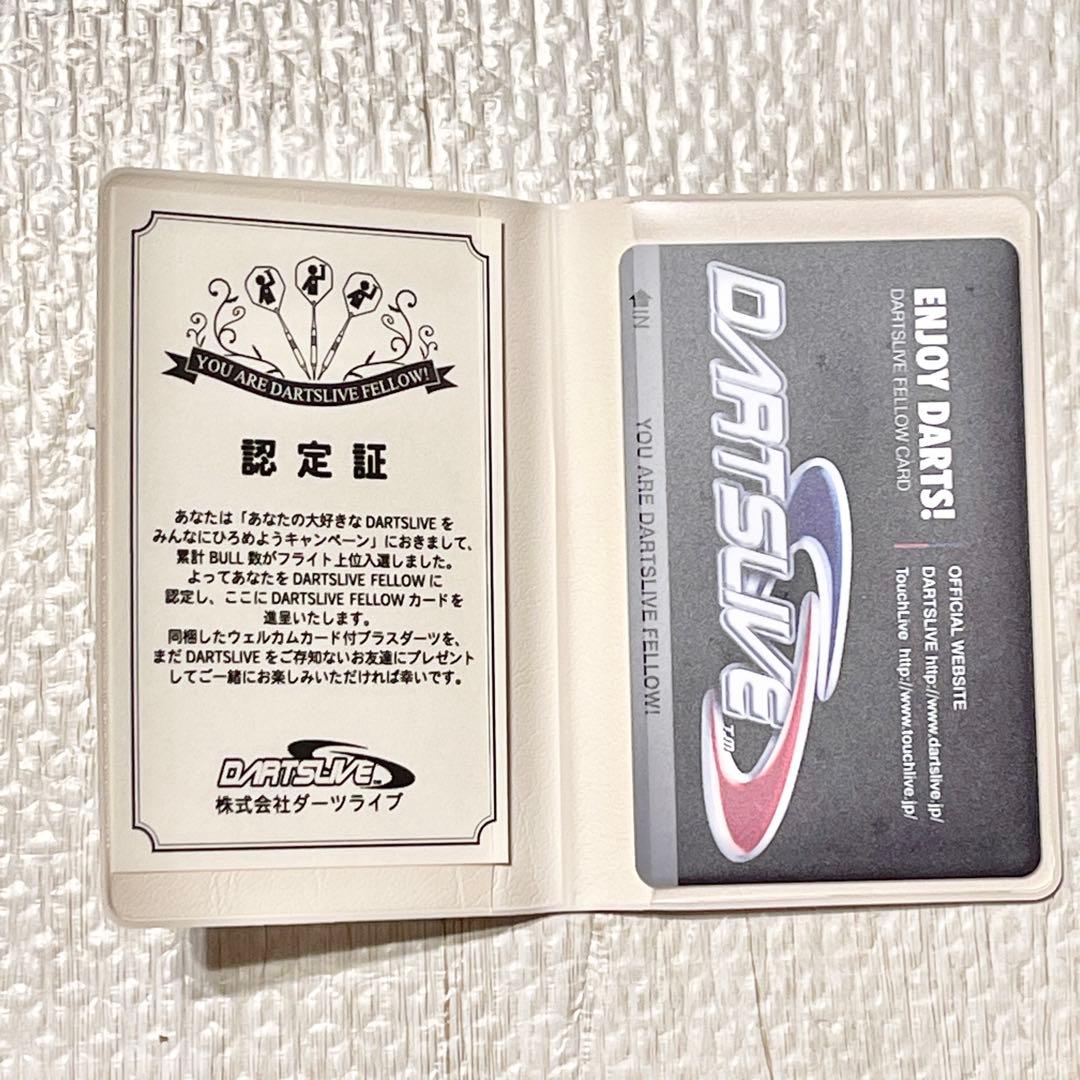 YOU ARE DARTSLIVE FELLOW!
認定証
あなたは「あなたの大好きなDARTSLIVEを
みんなにひろめようキャンペーン」におきまして、
累計BULL数がフライト上位入選しました。
よってあなたをDARTSLIVE FELLOWに
認定し、ここにDARTSLIVE FELLOWカードを
進呈いたします。
同梱したウェルカムカード付ブラスダーツを、
まだDARTSLIVEをご存知ないお友達にプレゼント
してご一緒にお楽しみいただければ幸いです。
DARTSLIVE
株式会社ダーツライブ
ENJOY DARTS!
DARTSLIVE FELLOW CARD
OFFICIAL WEBSITE
DARTSLIVE http://www.dartslive.jp/
TouchLive http://www.touchlive.jp/
DARTSLIVE TM
IN
YOU ARE DARTSLIVE FELLOW!